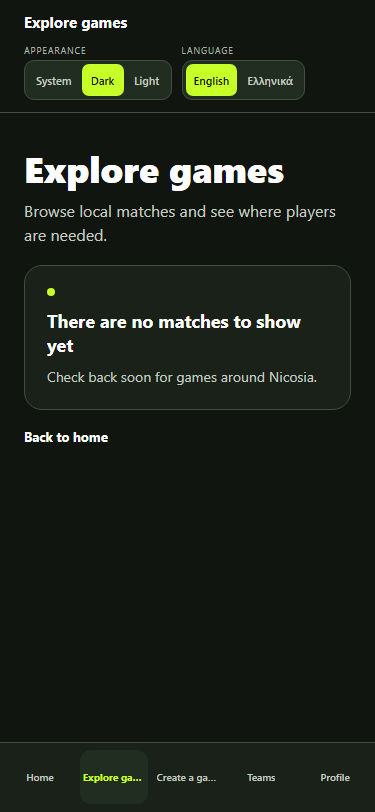 Explore games
APPEARANCE
LANGUAGE
System
Dark
Light
English
Ελληνικά
Explore games
Browse local matches and see where players
are needed.
There are no matches to show
yet
Check back soon for games around Nicosia.
Back to home
Home
Explore ga...
Create a ga...
Teams
Profile